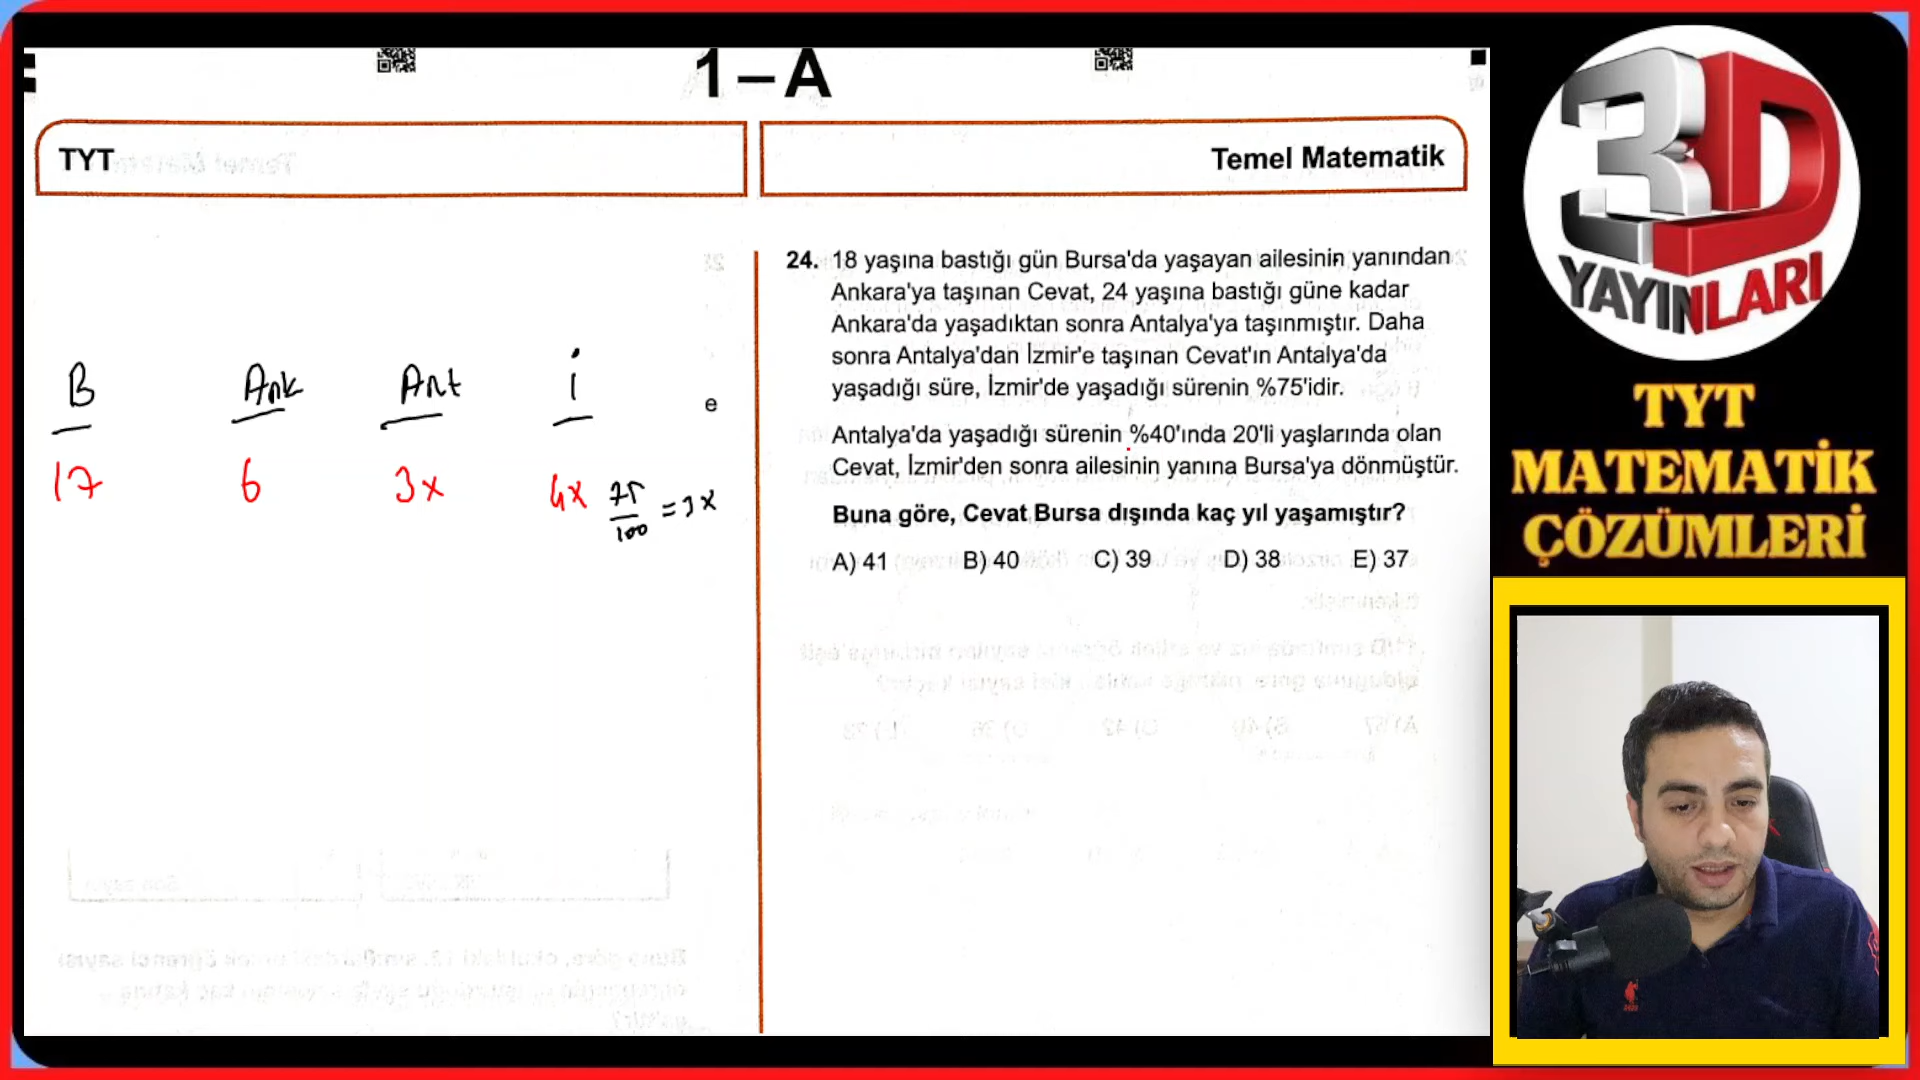 1 – A
TYT
Temel Matematik
B Ank Ant İ
e
17 6 3x 4x 75/100 = 3x
24. 18 yaşına bastığı gün Bursa'da yaşayan ailesinin yanından
Ankara'ya taşınan Cevat, 24 yaşına bastığı güne kadar
Ankara'da yaşadıktan sonra Antalya'ya taşınmıştır. Daha
sonra Antalya'dan İzmir'e taşınan Cevat'ın Antalya'da
yaşadığı süre, İzmir'de yaşadığı sürenin %75'idir.
Antalya'da yaşadığı sürenin %40'ında 20'li yaşlarında olan
Cevat, İzmir'den sonra ailesinin yanına Bursa'ya dönmüştür.
Buna göre, Cevat Bursa dışında kaç yıl yaşamıştır?
A) 41 B) 40 C) 39 D) 38 E) 37
3D
YAYINLARI
TYT
MATEMATİK
ÇÖZÜMLERİ